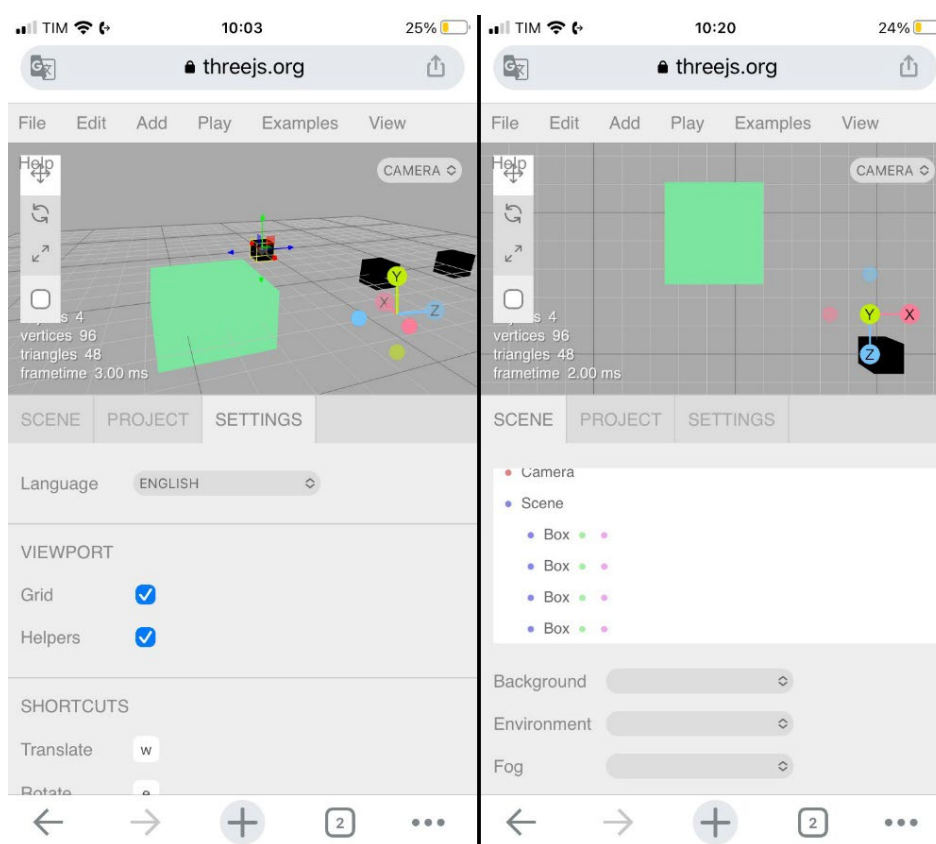 TIM 10:03 25%
threejs.org
File Edit Add Play Examples View
Help
CAMERA
Y
X Z
s 4
vertices 96
triangles 48
frametime 3.00 ms
SCENE PROJECT SETTINGS
Language ENGLISH
VIEWPORT
Grid
Helpers
SHORTCUTS
Translate w
Rotate e
2
TIM 10:20 24%
threejs.org
File Edit Add Play Examples View
Help
CAMERA
Y X
Z
s 4
vertices 96
triangles 48
frametime 2.00 ms
SCENE PROJECT SETTINGS
Camera
Scene
Box
Box
Box
Box
Background
Environment
Fog
2